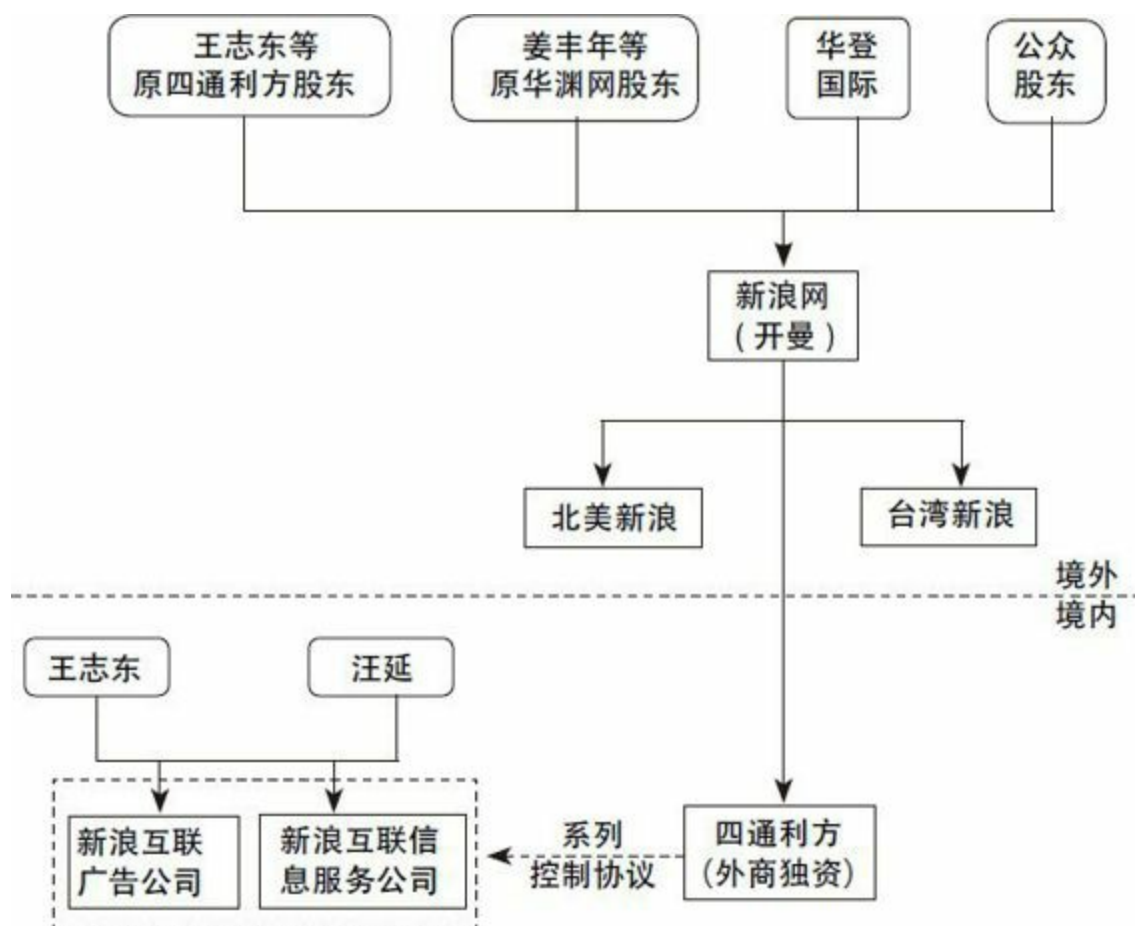 王志东等
原四通利方股东
姜丰年等
原华渊网股东
华登
国际
公众
股东
新浪网
(开曼)
北美新浪
台湾新浪
境外
境内
王志东
汪延
新浪互联
广告公司
新浪互联信
息服务公司
系列
控制协议
四通利方
(外商独资)